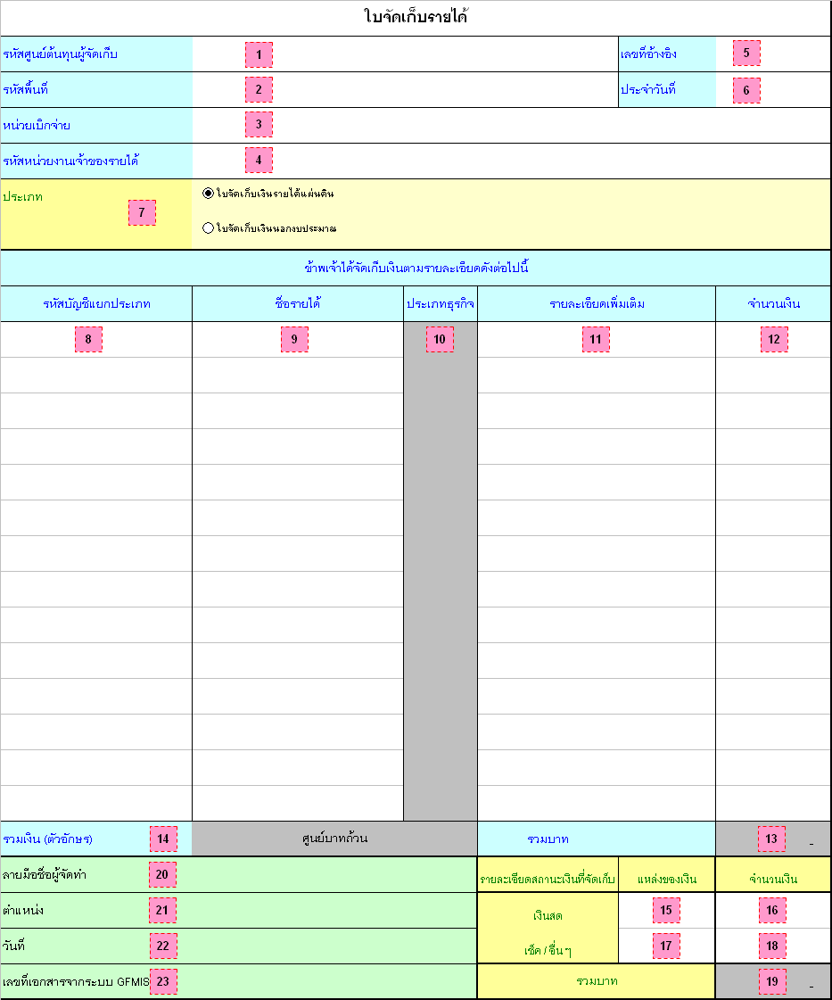 ใบจัดเก็บรายได้
รหัสศูนย์ต้นทุนผู้จัดเก็บ 1 เลขที่อ้างอิง 5
รหัสพื้นที่ 2 ประจำวันที่ 6
หน่วยเบิกจ่าย 3
รหัสหน่วยงานเจ้าของรายได้ 4
ประเภท 7 ใบจัดเก็บเงินรายได้แผ่นดิน
ใบจัดเก็บเงินนอกงบประมาณ
ข้าพเจ้าได้จัดเก็บเงินตามรายละเอียดดังต่อไปนี้
รหัสบัญชีแยกประเภท ชื่อรายได้ ประเภทธุรกิจ รายละเอียดเพิ่มเติม จำนวนเงิน
8 9 10 11 12
รวมเงิน (ตัวอักษร) 14 ศูนย์บาทถ้วน รวมบาท 13 -
ลายมือชื่อผู้จัดทำ 20 รายละเอียดสถานะเงินที่จัดเก็บ แหล่งของเงิน จำนวนเงิน
ตำแหน่ง 21 เงินสด 15 16
วันที่ 22 เช็ค / อื่นๆ 17 18
เลขที่เอกสารจากระบบ GFMIS 23 รวมบาท 19 -